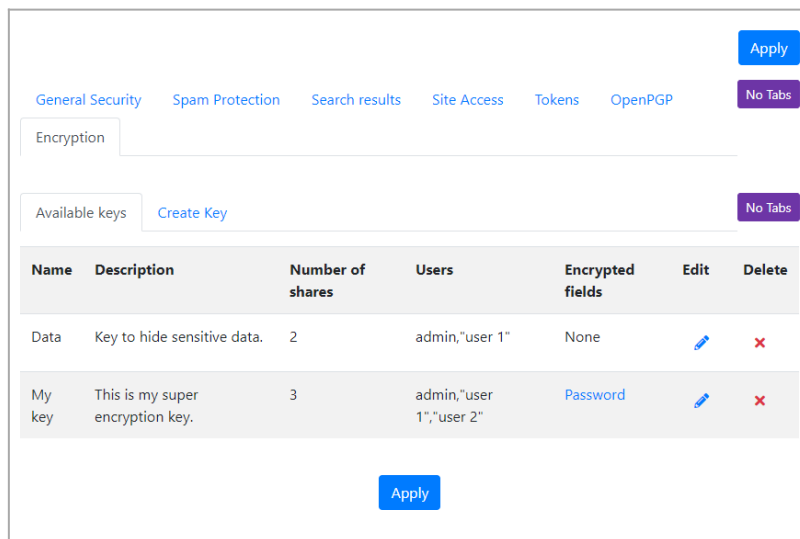 Apply
General Security Spam Protection Search results Site Access Tokens OpenPGP No Tabs
Encryption
Available keys Create Key No Tabs
Name Description Number of shares Users Encrypted fields Edit Delete
Data Key to hide sensitive data. 2 admin,"user 1" None
My key This is my super encryption key. 3 admin,"user 1","user 2" Password
Apply